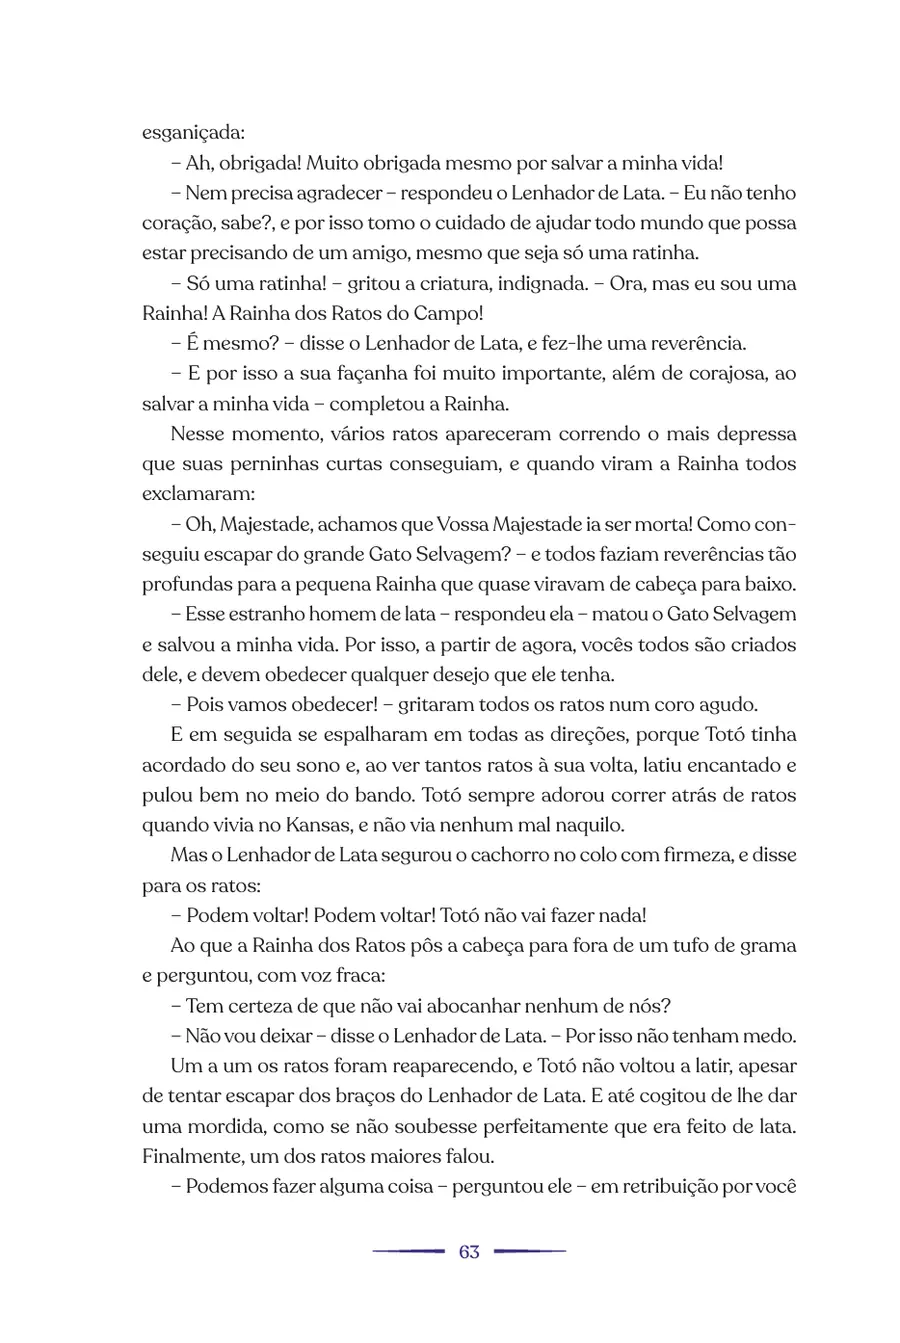 esganiçada:
– Ah, obrigada! Muito obrigada mesmo por salvar a minha vida!
– Nem precisa agradecer – respondeu o Lenhador de Lata. – Eu não tenho
coração, sabe?, e por isso tomo o cuidado de ajudar todo mundo que possa
estar precisando de um amigo, mesmo que seja só uma ratinha.
– Só uma ratinha! – gritou a criatura, indignada. – Ora, mas eu sou uma
Rainha! A Rainha dos Ratos do Campo!
– É mesmo? – disse o Lenhador de Lata, e fez-lhe uma reverência.
– E por isso a sua façanha foi muito importante, além de corajosa, ao
salvar a minha vida – completou a Rainha.
Nesse momento, vários ratos apareceram correndo o mais depressa
que suas perninhas curtas conseguiam, e quando viram a Rainha todos
exclamaram:
– Oh, Majestade, achamos que Vossa Majestade ia ser morta! Como con-
seguiu escapar do grande Gato Selvagem? – e todos faziam reverências tão
profundas para a pequena Rainha que quase viravam de cabeça para baixo.
– Esse estranho homem de lata – respondeu ela – matou o Gato Selvagem
e salvou a minha vida. Por isso, a partir de agora, vocês todos são criados
dele, e devem obedecer qualquer desejo que ele tenha.
– Pois vamos obedecer! – gritaram todos os ratos num coro agudo.
E em seguida se espalharam em todas as direções, porque Totó tinha
acordado do seu sono e, ao ver tantos ratos à sua volta, latiu encantado e
pulou bem no meio do bando. Totó sempre adorou correr atrás de ratos
quando vivia no Kansas, e não via nenhum mal naquilo.
Mas o Lenhador de Lata segurou o cachorro no colo com firmeza, e disse
para os ratos:
– Podem voltar! Podem voltar! Totó não vai fazer nada!
Ao que a Rainha dos Ratos pôs a cabeça para fora de um tufo de grama
e perguntou, com voz fraca:
– Tem certeza de que não vai abocanhar nenhum de nós?
– Não vou deixar – disse o Lenhador de Lata. – Por isso não tenham medo.
Um a um os ratos foram reaparecendo, e Totó não voltou a latir, apesar
de tentar escapar dos braços do Lenhador de Lata. E até cogitou de lhe dar
uma mordida, como se não soubesse perfeitamente que era feito de lata.
Finalmente, um dos ratos maiores falou.
– Podemos fazer alguma coisa – perguntou ele – em retribuição por você
63